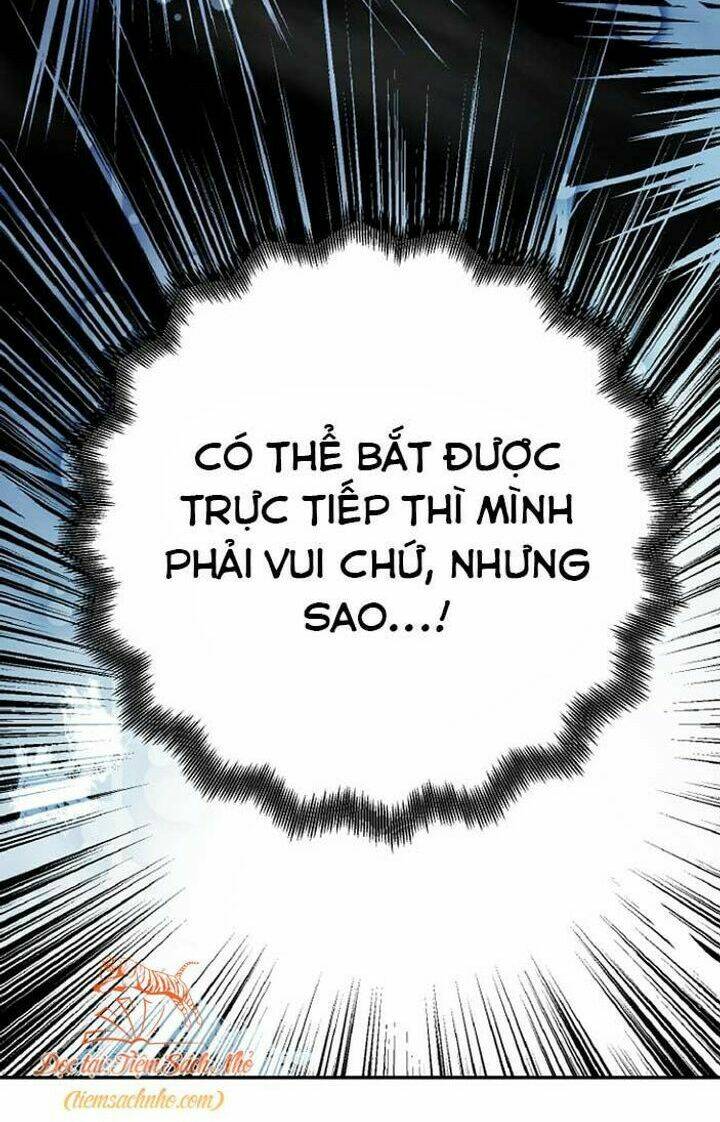 CÓ THỂ BẮT ĐƯỢC
TRỰC TIẾP THÌ MÌNH
PHẢI VUI CHỨ, NHƯNG
SAO...!
Đọc tại Tiệm Sách Nhỏ
(tiemsachnho.com)